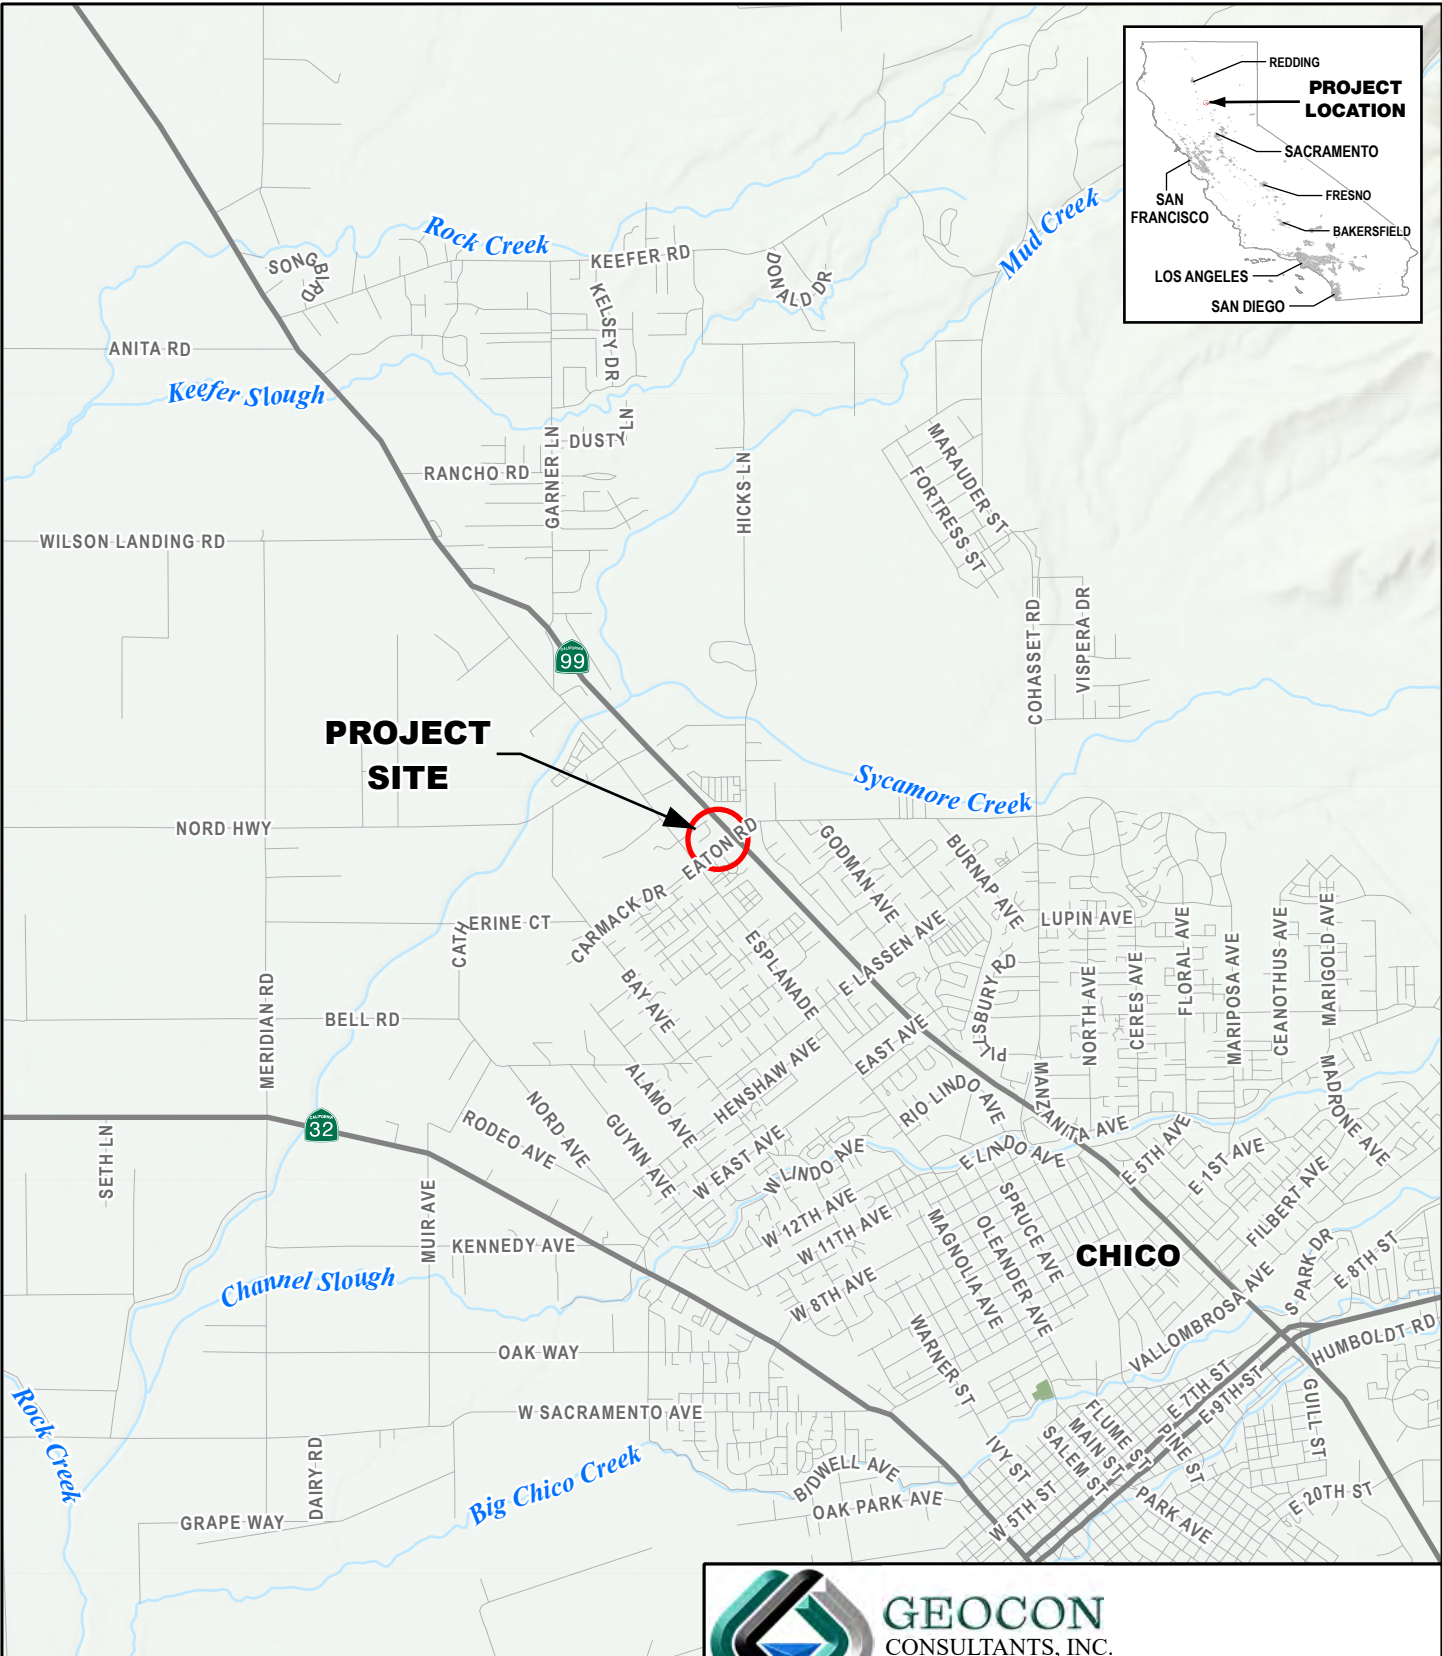 REDDING
PROJECT
LOCATION
SACRAMENTO
SAN
FRANCISCO
FRESNO
BAKERSFIELD
LOS ANGELES
SAN DIEGO
Rock Creek
Mud Creek
SONGBIRD
KEEFER RD
KELSEY DR
DONALD DR
ANITA RD
Keefer Slough
DUSTY LN
GARNER LN
RANCHO RD
HICKS LN
MARAUDER ST
FORTRESS ST
WILSON LANDING RD
COHASSET RD
VISPERA DR
CALIFORNIA
99
PROJECT
SITE
Sycamore Creek
NORD HWY
EATON RD
GODMAN AVE
BURNAP AVE
CARMACK DR
CATHERINE CT
LUPIN AVE
ESPLANADE
E LASSEN AVE
BAY AVE
PILLSBURY RD
NORTH AVE
CERES AVE
FLORAL AVE
MARIPOSA AVE
CEANOTHUS AVE
MARIGOLD AVE
MERIDIAN RD
BELL RD
EAST AVE
HENSHAW AVE
ALAMO AVE
RIO LINDO AVE
MANZANITA AVE
MADRONE AVE
CALIFORNIA
32
SETH LN
RODEO AVE
NORD AVE
GUYNN AVE
W EAST AVE
W LINDO AVE
E LINDO AVE
E 5TH AVE
E 1ST AVE
FILBERT AVE
MUIR AVE
KENNEDY AVE
W 12TH AVE
W 11TH AVE
W 8TH AVE
MAGNOLIA AVE
OLEANDER AVE
SPRUCE AVE
CHICO
S PARK DR
E 8TH ST
VALLOMBROSA AVE
HUMBOLDT RD
Channel Slough
OAK WAY
WARNER ST
E 7TH ST
E 9TH ST
GUILL ST
Rock Creek
W SACRAMENTO AVE
FLUME ST
MAIN ST
SALEM ST
PINE ST
IVY ST
DAIRY RD
Big Chico Creek
BIDWELL AVE
OAK PARK AVE
W 5TH ST
PARK AVE
E 20TH ST
GRAPE WAY
GEOCON
CONSULTANTS, INC.